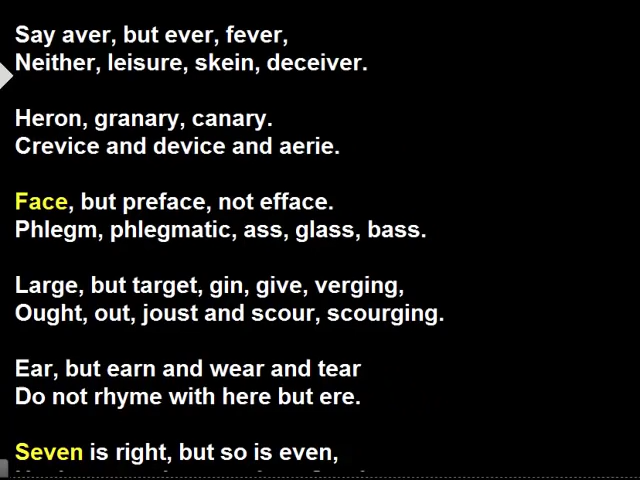 Say aver, but ever, fever,
Neither, leisure, skein, deceiver.
Heron, granary, canary.
Crevice and device and aerie.
Face, but preface, not efface.
Phlegm, phlegmatic, ass, glass, bass.
Large, but target, gin, give, verging,
Ought, out, joust and scour, scourging.
Ear, but earn and wear and tear
Do not rhyme with here but ere.
Seven is right, but so is even,